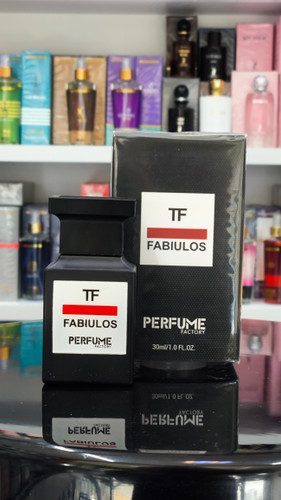 TF
FABIULOS
PERFUME
FACTORY
30ml/1.0 FL.OZ.
TF
FABIULOS
PERFUME
FACTORY